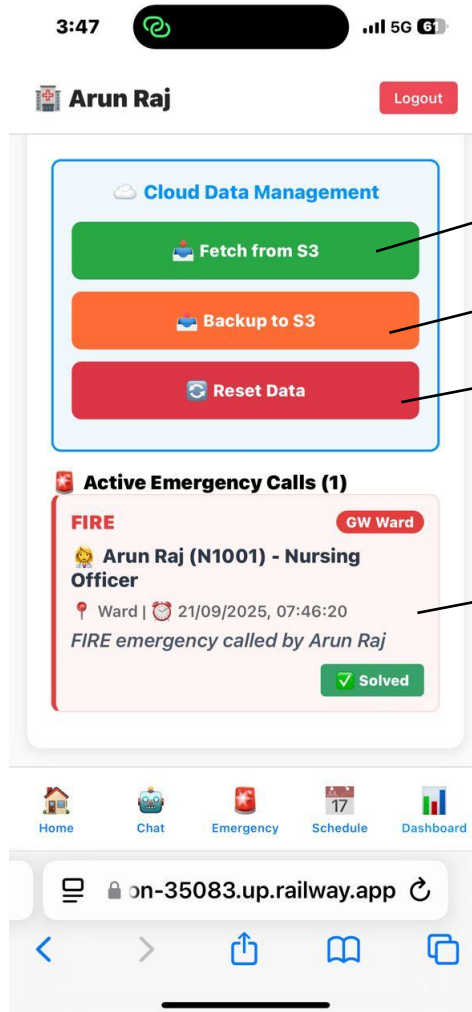 3:47 5G 61
Arun Raj Logout
Cloud Data Management
Fetch from S3
Backup to S3
Reset Data
Active Emergency Calls (1)
FIRE GW Ward
Arun Raj (N1001) - Nursing
Officer
Ward | 21/09/2025, 07:46:20
FIRE emergency called by Arun Raj
Solved
JUL 17
Home Chat Emergency Schedule Dashboard
on-35083.up.railway.app